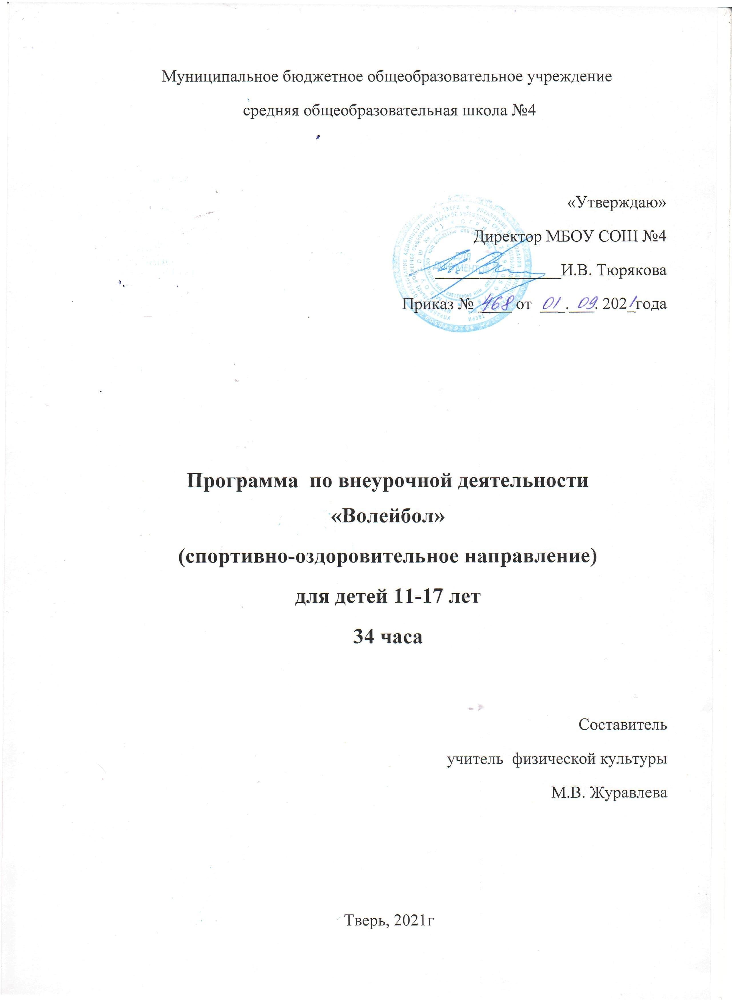 Муниципальное бюджетное общеобразовательное учреждение
средняя общеобразовательная школа №4
«Утверждаю»
Директор МБОУ СОШ №4
И.В. Тюрякова
Приказ № 468 от 01.09.2021года
ДЛЯ
ДОКУМЕНТОВ
Программа по внеурочной деятельности
«Волейбол»
(спортивно-оздоровительное направление)
для детей 11-17 лет
34 часа
Составитель
учитель физической культуры
М.В. Журавлева
Тверь, 2021г